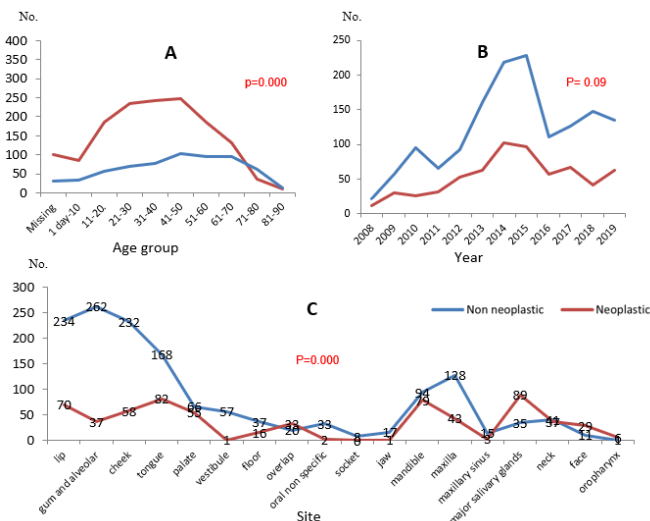 No.
A
400
350
300
250
200
150
100
50
0
p=0.000
Missing
1 day-10
11-20.
21-30
31-40
41-50
51-60
61-70
71-80
81-90
Age group
No.
B
250
200
150
100
50
0
P= 0.09
2008
2009
2010
2011
2012
2013
2014
2015
2016
2017
2018
2019
Year
No.
C
300
250
200
150
100
50
0
Non neoplastic
Neoplastic
P=0.000
234
262
232
168
66
57
37
20
33
8
17
94
128
15
35
41
11
1
70
37
58
82
55
1
16
33
2
0
1
79
43
89
37
29
6
lip
gum and alveolar
cheek
tongue
palate
vestibule
floor
overlap
oral non specific
socket
jaw
mandible
maxilla
maxillary sinus
major salivary glands
neck
face
oropharynx
Site